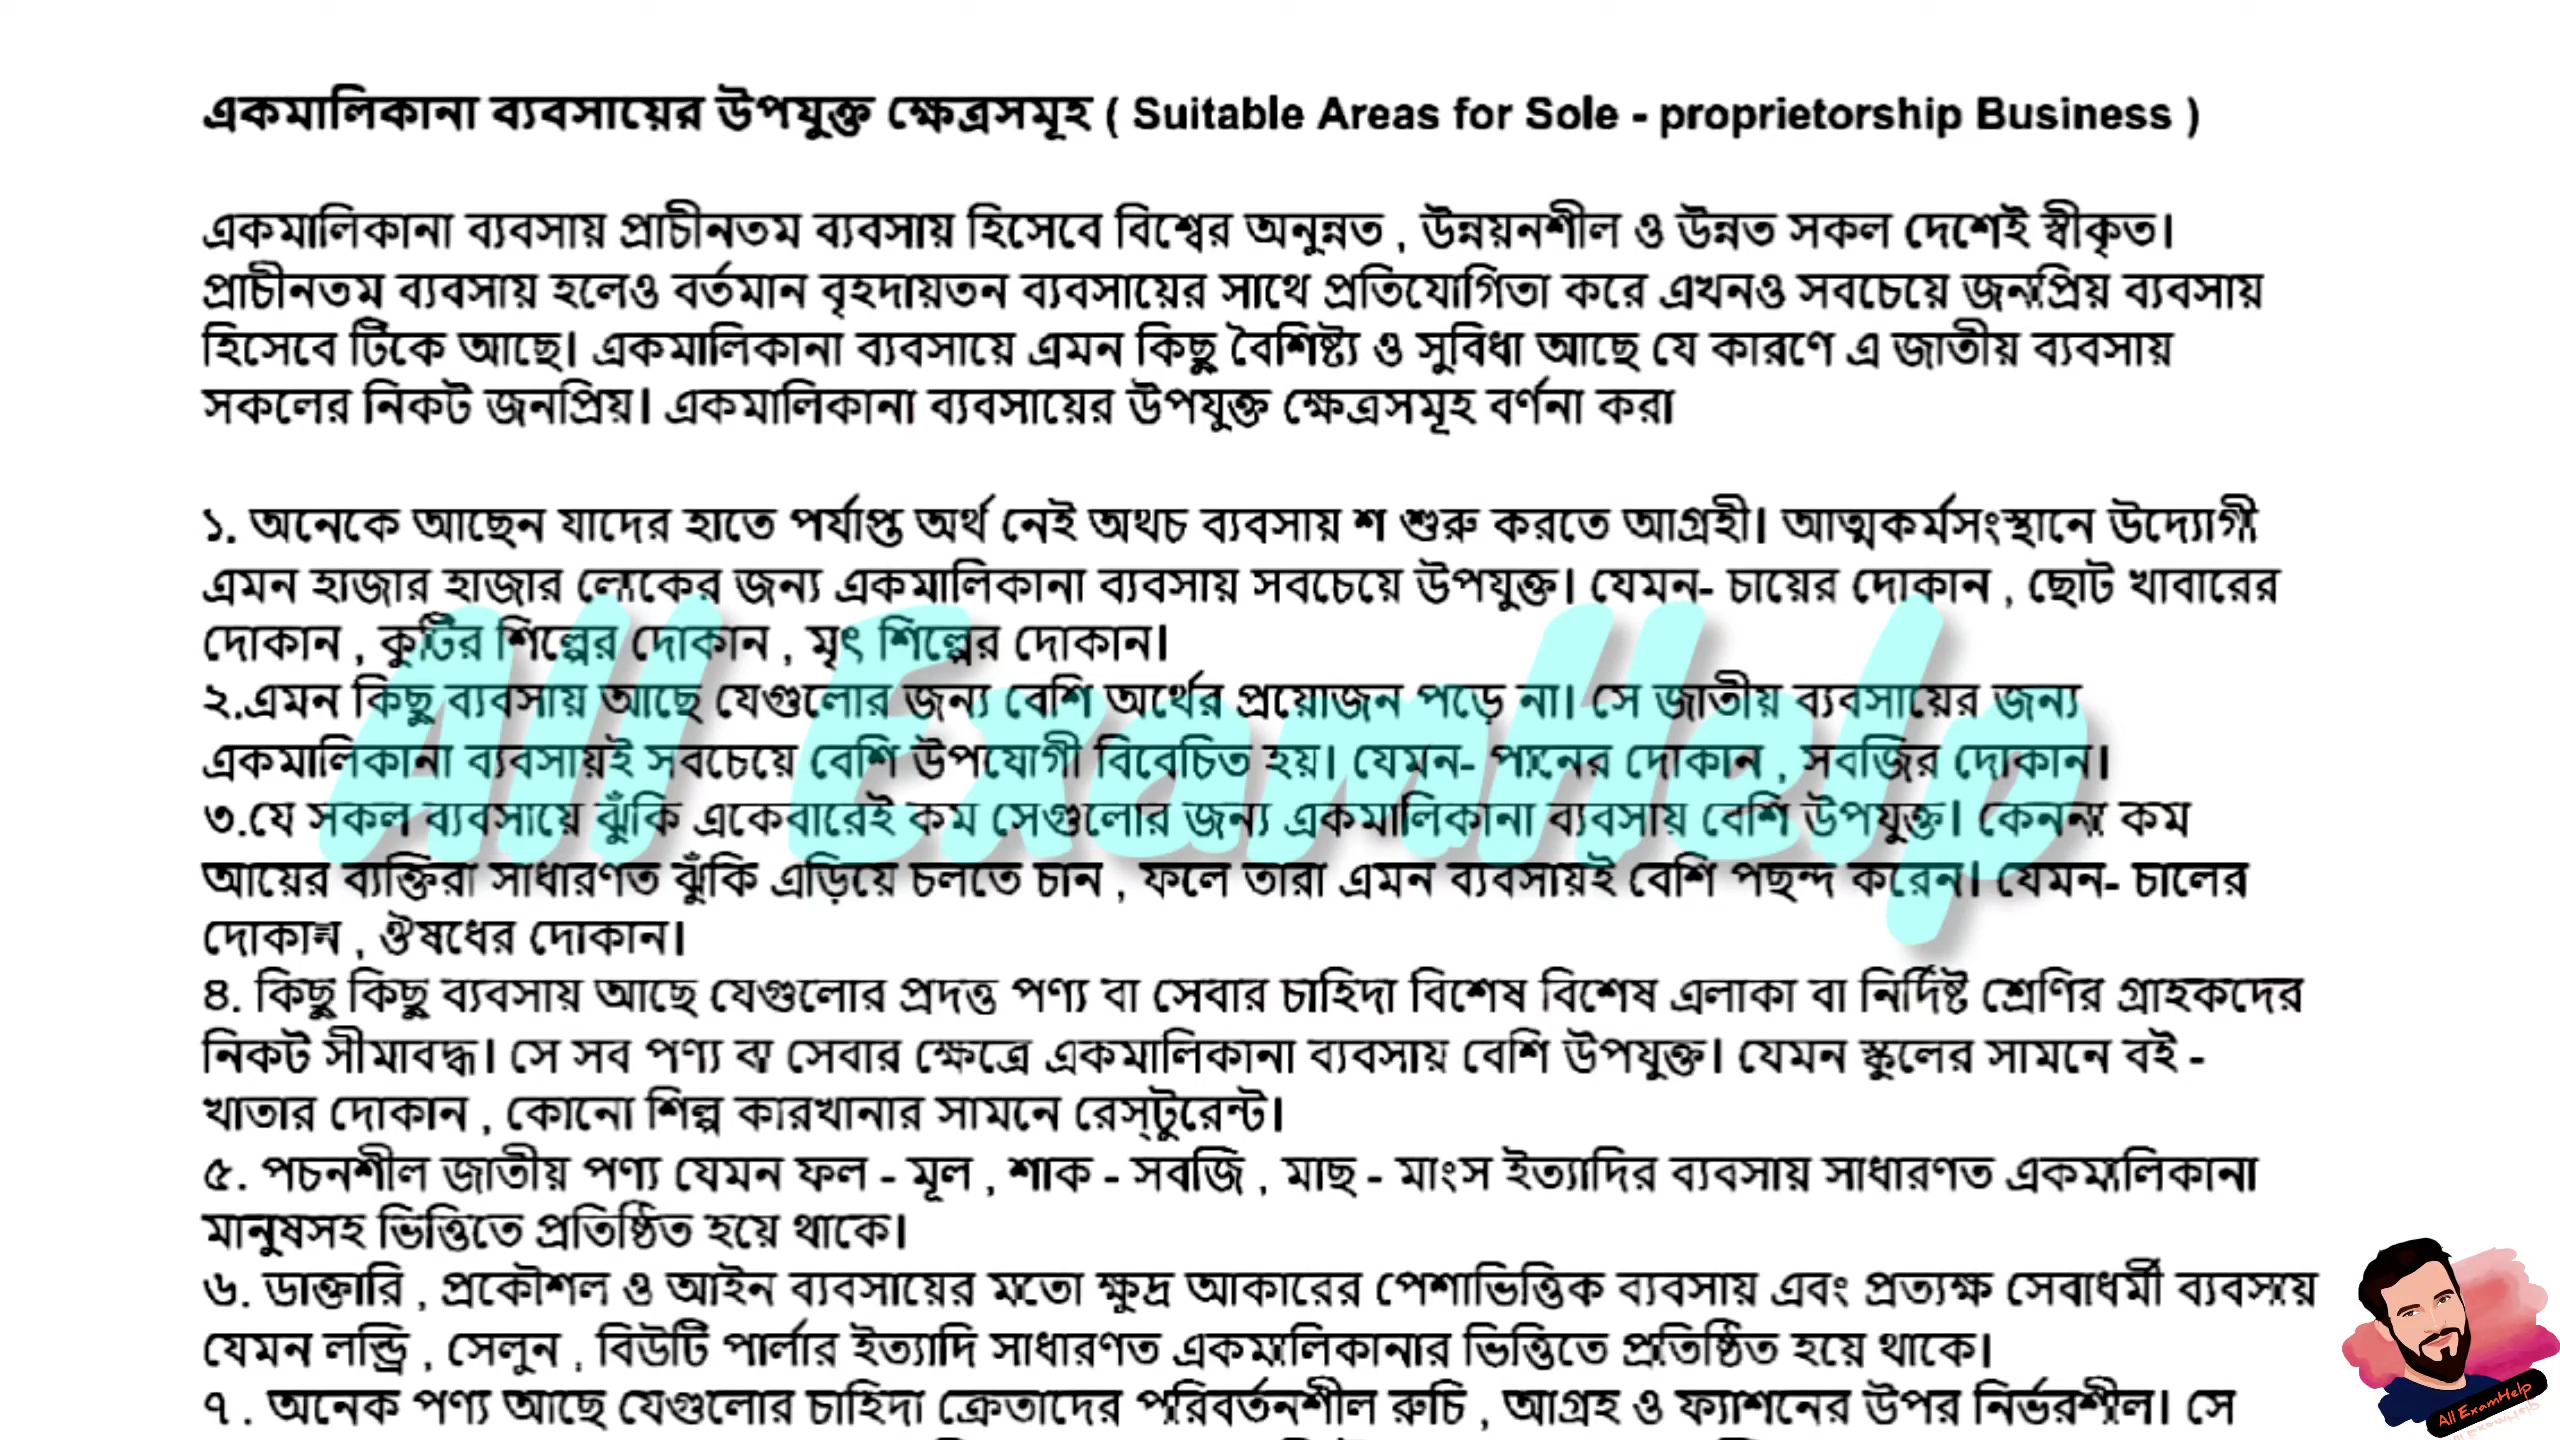 একমালিকানা ব্যবসায়ের উপযুক্ত ক্ষেত্রসমূহ ( Suitable Areas for Sole - proprietorship Business )
একমালিকানা ব্যবসায় প্রাচীনতম ব্যবসায় হিসেবে বিশ্বের অনুন্নত , উন্নয়নশীল ও উন্নত সকল দেশেই স্বীকৃত।
প্রাচীনতম ব্যবসায় হলেও বর্তমান বৃহদায়তন ব্যবসায়ের সাথে প্রতিযোগিতা করে এখনও সবচেয়ে জনপ্রিয় ব্যবসায়
হিসেবে টিকে আছে। একমালিকানা ব্যবসায়ে এমন কিছু বৈশিষ্ট্য ও সুবিধা আছে যে কারণে এ জাতীয় ব্যবসায়
সকলের নিকট জনপ্রিয়। একমালিকানা ব্যবসায়ের উপযুক্ত ক্ষেত্রসমূহ বর্ণনা করা
১. অনেকে আছেন যাদের হাতে পর্যাপ্ত অর্থ নেই অথচ ব্যবসায় শ শুরু করতে আগ্রহী। আত্মকর্মসংস্থানে উদ্যোগী
এমন হাজার হাজার লোকের জন্য একমালিকানা ব্যবসায় সবচেয়ে উপযুক্ত। যেমন- চায়ের দোকান , ছোট খাবারের
দোকান , কুটির শিল্পের দোকান , মৃৎ শিল্পের দোকান।
২.এমন কিছু ব্যবসায় আছে যেগুলোর জন্য বেশি অর্থের প্রয়োজন পড়ে না। সে জাতীয় ব্যবসায়ের জন্য
একমালিকানা ব্যবসায়ই সবচেয়ে বেশি উপযোগী বিবেচিত হয়। যেমন- পানের দোকান , সবজির দোকান।
৩.যে সকল ব্যবসায়ে ঝুঁকি একেবারেই কম সেগুলোর জন্য একমালিকানা ব্যবসায় বেশি উপযুক্ত। কেননা কম
আয়ের ব্যক্তিরা সাধারণত ঝুঁকি এড়িয়ে চলতে চান , ফলে তারা এমন ব্যবসায়ই বেশি পছন্দ করেন। যেমন- চালের
দোকান , ঔষধের দোকান।
All ExamHelp
৪. কিছু কিছু ব্যবসায় আছে যেগুলোর প্রদত্ত পণ্য বা সেবার চাহিদা বিশেষ বিশেষ এলাকা বা নির্দিষ্ট শ্রেণির গ্রাহকদের
নিকট সীমাবদ্ধ। সে সব পণ্য বা সেবার ক্ষেত্রে একমালিকানা ব্যবসায় বেশি উপযুক্ত। যেমন স্কুলের সামনে বই -
খাতার দোকান , কোনো শিল্প কারখানার সামনে রেস্টুরেন্ট।
৫. পচনশীল জাতীয় পণ্য যেমন ফল - মূল , শাক - সবজি , মাছ - মাংস ইত্যাদির ব্যবসায় সাধারণত একমালিকানা
মানুষসহ ভিত্তিতে প্রতিষ্ঠিত হয়ে থাকে।
৬. ডাক্তারি , প্রকৌশল ও আইন ব্যবসায়ের মতো ক্ষুদ্র আকারের পেশাভিত্তিক ব্যবসায় এবং প্রত্যক্ষ সেবাধর্মী ব্যবসায়
যেমন লন্ড্রি , সেলুন , বিউটি পার্লার ইত্যাদি সাধারণত একমালিকানার ভিত্তিতে প্রতিষ্ঠিত হয়ে থাকে।
৭ . অনেক পণ্য আছে যেগুলোর চাহিদা ক্রেতাদের পরিবর্তনশীল রুচি , আগ্রহ ও ফ্যাশনের উপর নির্ভরশীল। সে
All ExamHelp